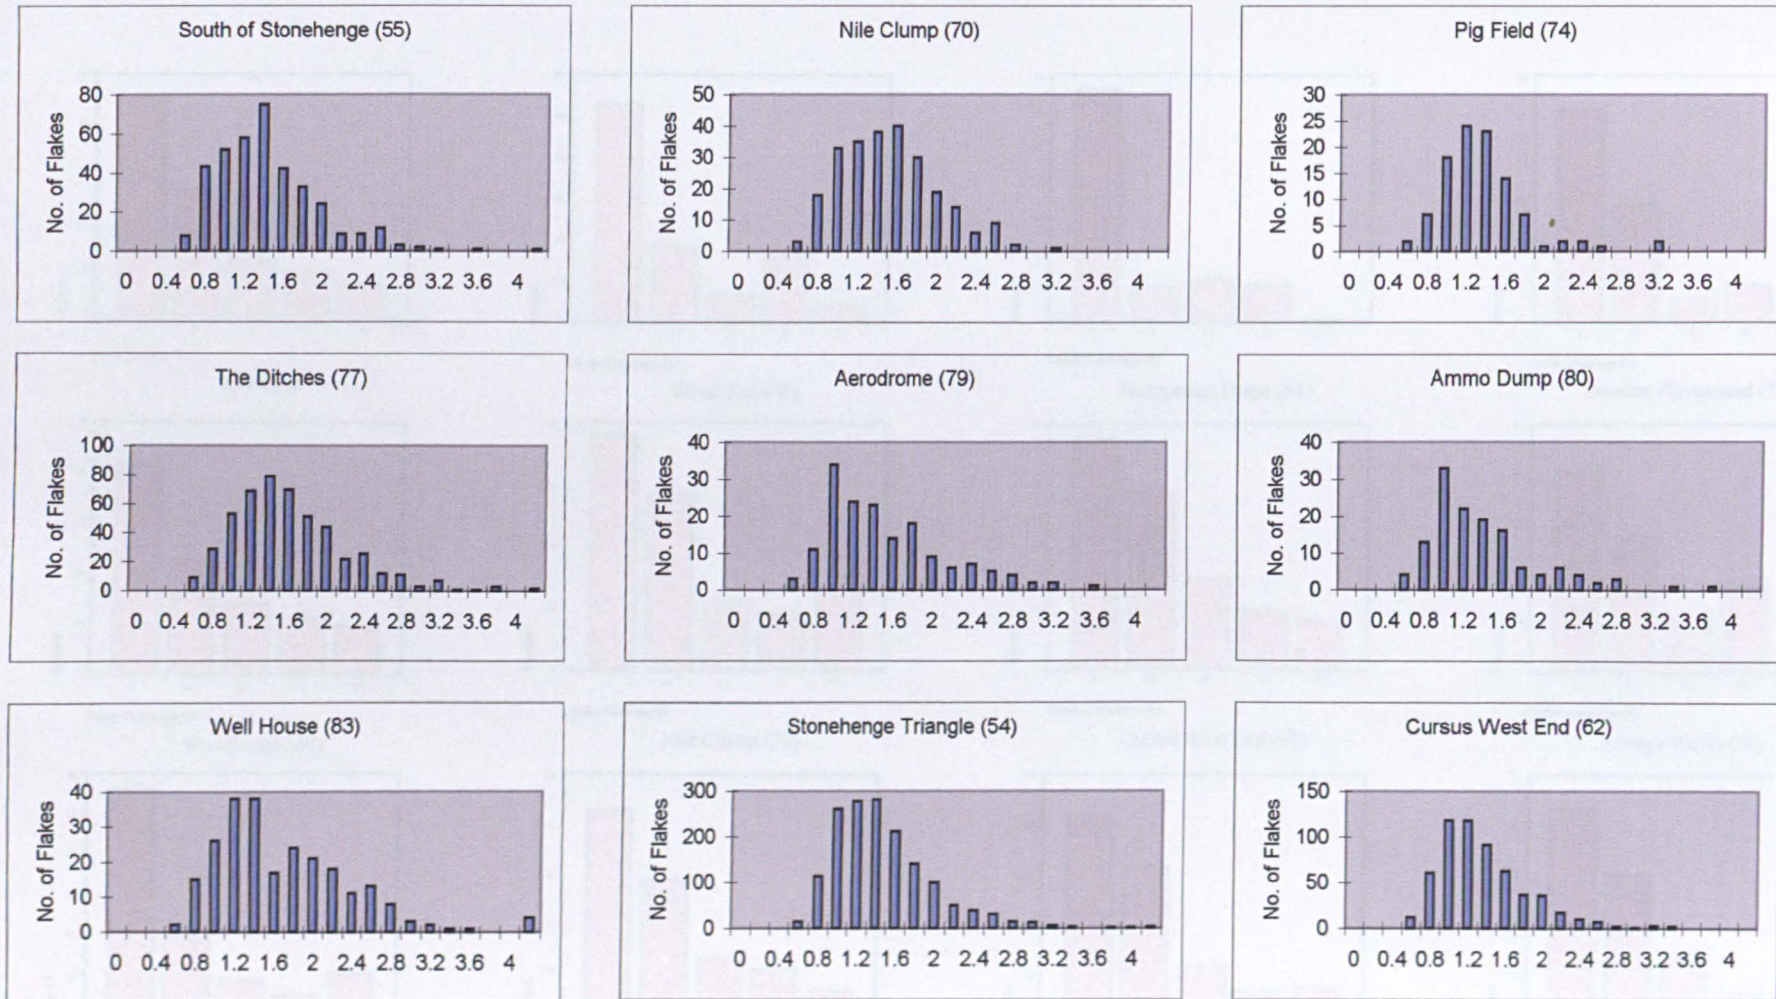 South of Stonehenge (55)
No. of Flakes
80
60
40
20
0
0 0.4 0.8 1.2 1.6 2 2.4 2.8 3.2 3.6 4
Nile Clump (70)
No. of Flakes
50
40
30
20
10
0
0 0.4 0.8 1.2 1.6 2 2.4 2.8 3.2 3.6 4
Pig Field (74)
No. of Flakes
30
25
20
15
10
5
0
0 0.4 0.8 1.2 1.6 2 2.4 2.8 3.2 3.6 4
The Ditches (77)
No. of Flakes
100
80
60
40
20
0
0 0.4 0.8 1.2 1.6 2 2.4 2.8 3.2 3.6 4
Aerodrome (79)
No. of Flakes
40
30
20
10
0
0 0.4 0.8 1.2 1.6 2 2.4 2.8 3.2 3.6 4
Ammo Dump (80)
No. of Flakes
40
30
20
10
0
0 0.4 0.8 1.2 1.6 2 2.4 2.8 3.2 3.6 4
Well House (83)
No. of Flakes
40
30
20
10
0
0 0.4 0.8 1.2 1.6 2 2.4 2.8 3.2 3.6 4
Stonehenge Triangle (54)
No. of Flakes
300
200
100
0
0 0.4 0.8 1.2 1.6 2 2.4 2.8 3.2 3.6 4
Cursus West End (62)
No. of Flakes
150
100
50
0
0 0.4 0.8 1.2 1.6 2 2.4 2.8 3.2 3.6 4